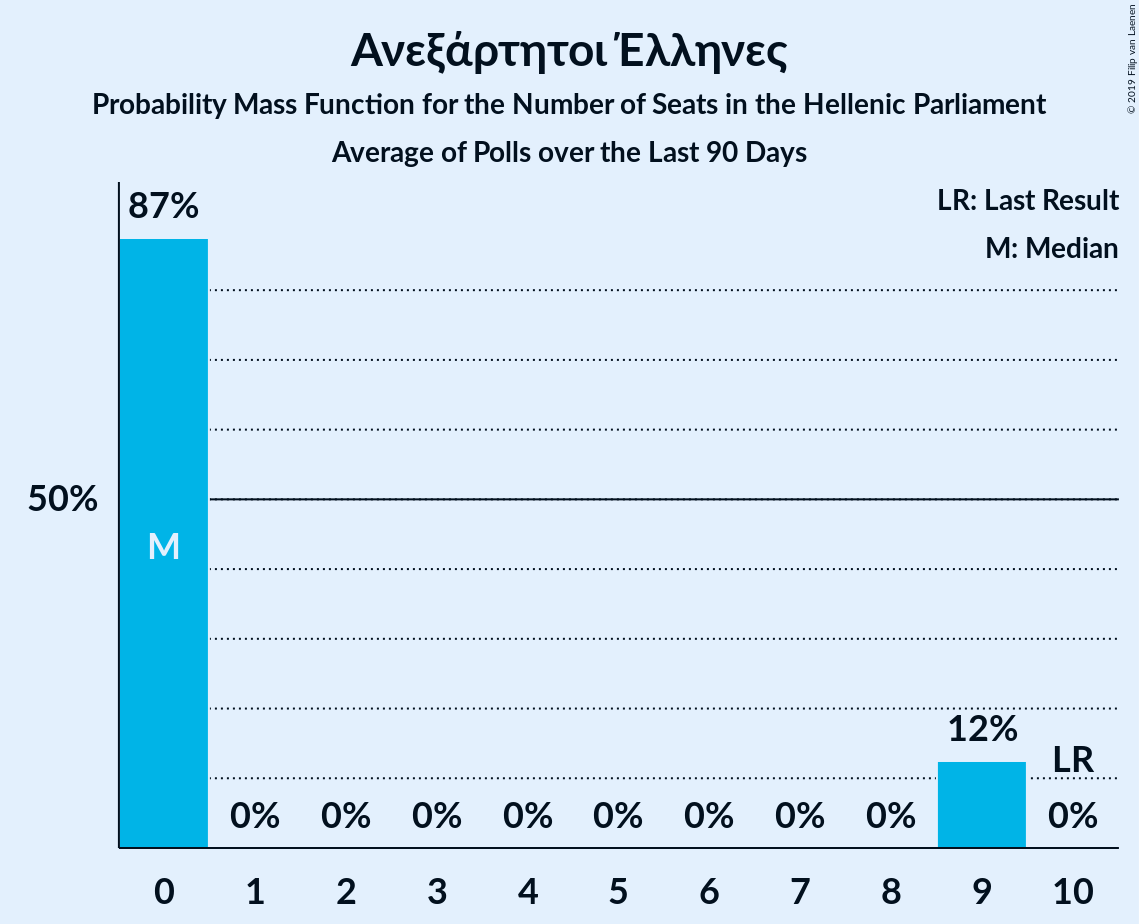 Ανεξάρτητοι Έλληνες
Probability Mass Function for the Number of Seats in the Hellenic Parliament
Average of Polls over the Last 90 Days
© 2019 Filip van Laenen
LR: Last Result
M: Median
87%
50%
M
12%
LR
0% 0% 0% 0% 0% 0% 0% 0% 0%
0 1 2 3 4 5 6 7 8 9 10